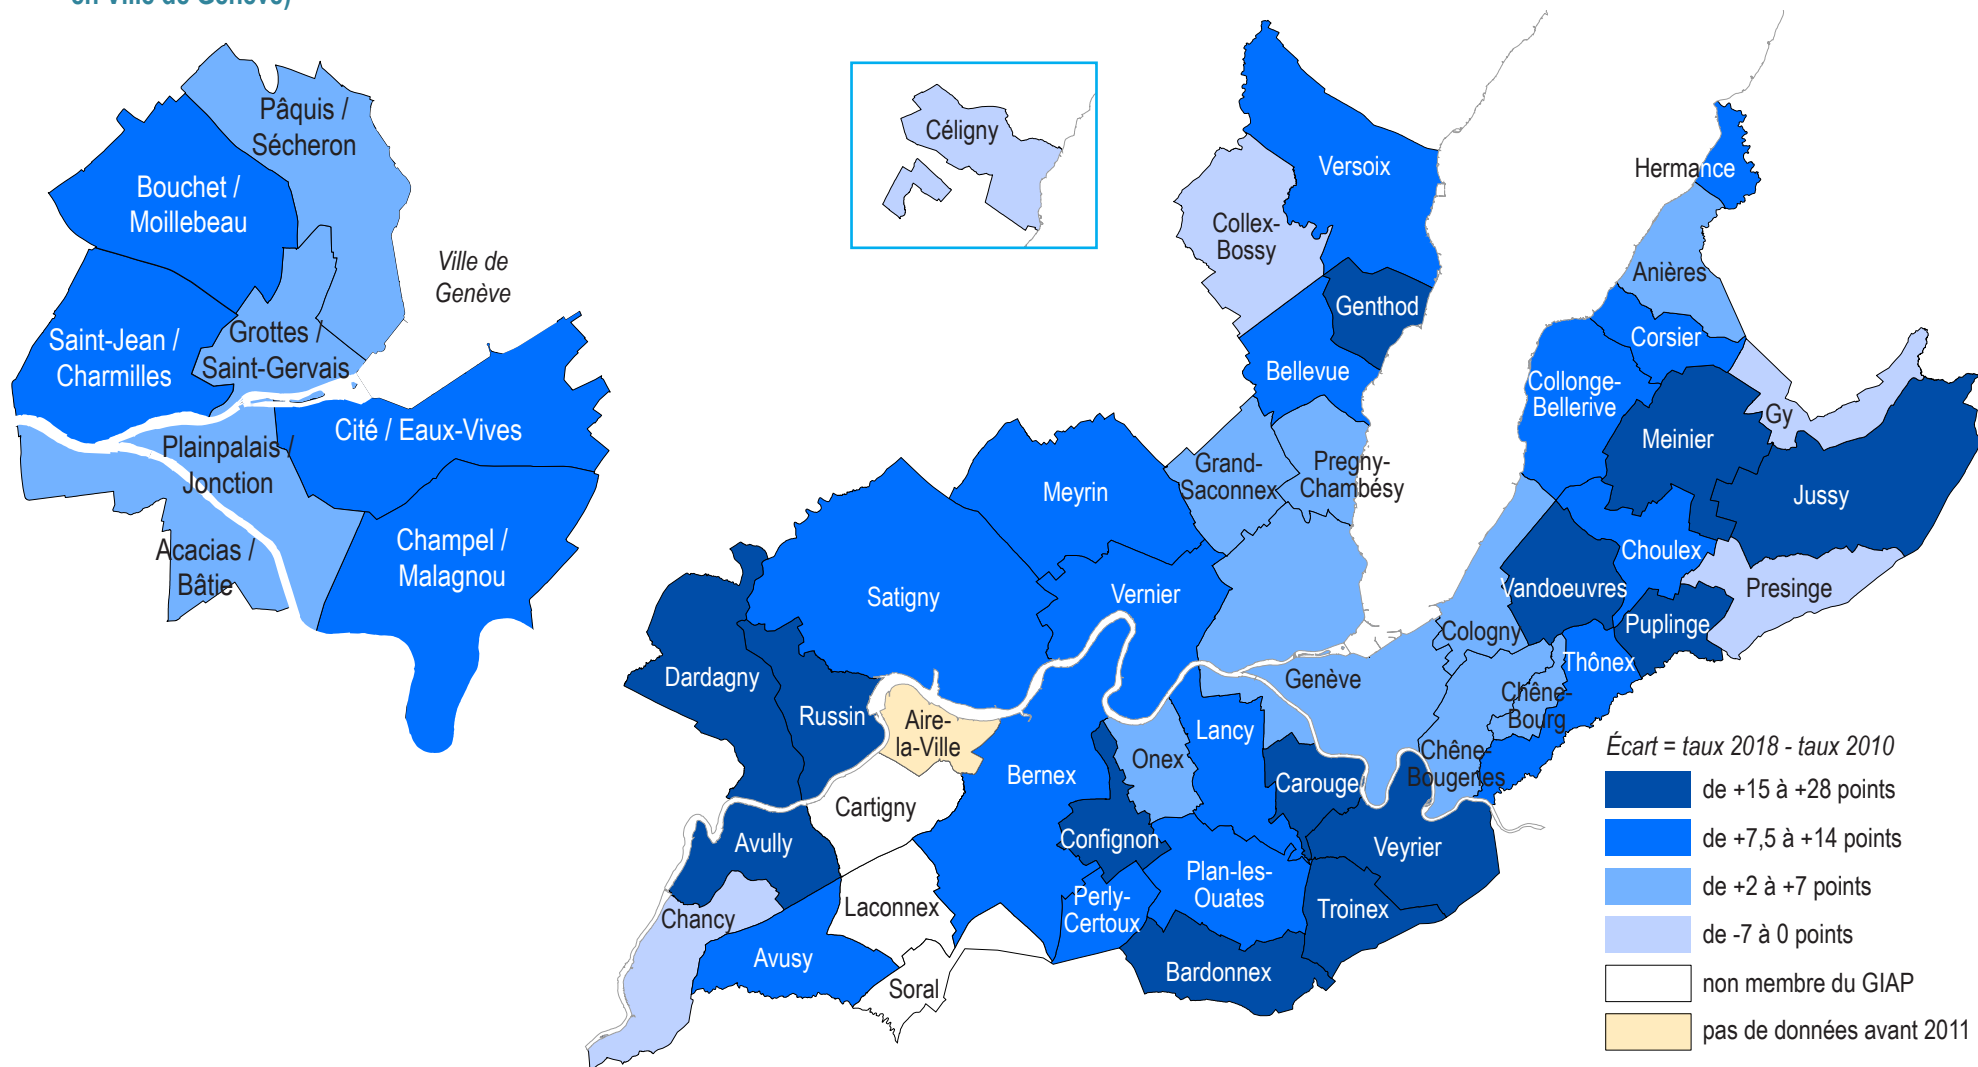 en Ville de Genève)
Pâquis /
Sécheron
Bouchet /
Moillebeau
Ville de
Genève
Saint-Jean /
Charmilles
Grottes /
Saint-Gervais
Cité / Eaux-Vives
Plainpalais /
Jonction
Champel /
Malagnou
Acacias /
Bâtie
Céligny
Versoix
Collex-
Bossy
Genthod
Bellevue
Hermance
Anières
Corsier
Collonge-
Bellerive
Gy
Meinier
Jussy
Meyrin
Grand-
Saconnex
Pregny-
Chambésy
Choulex
Vandoeuvres
Presinge
Puplinge
Satigny
Vernier
Cologny
Thônex
Dardagny
Genève
Chêne-
Bourg
Russin
Aire-
la-Ville
Lancy
Onex
Bernex
Chêne-
Bougeries
Carouge
Cartigny
Confignon
Veyrier
Avully
Plan-les-
Ouates
Perly-
Certoux
Troinex
Laconnex
Chancy
Avusy
Bardonnex
Soral
Écart = taux 2018 - taux 2010
de +15 à +28 points
de +7,5 à +14 points
de +2 à +7 points
de -7 à 0 points
non membre du GIAP
pas de données avant 2011